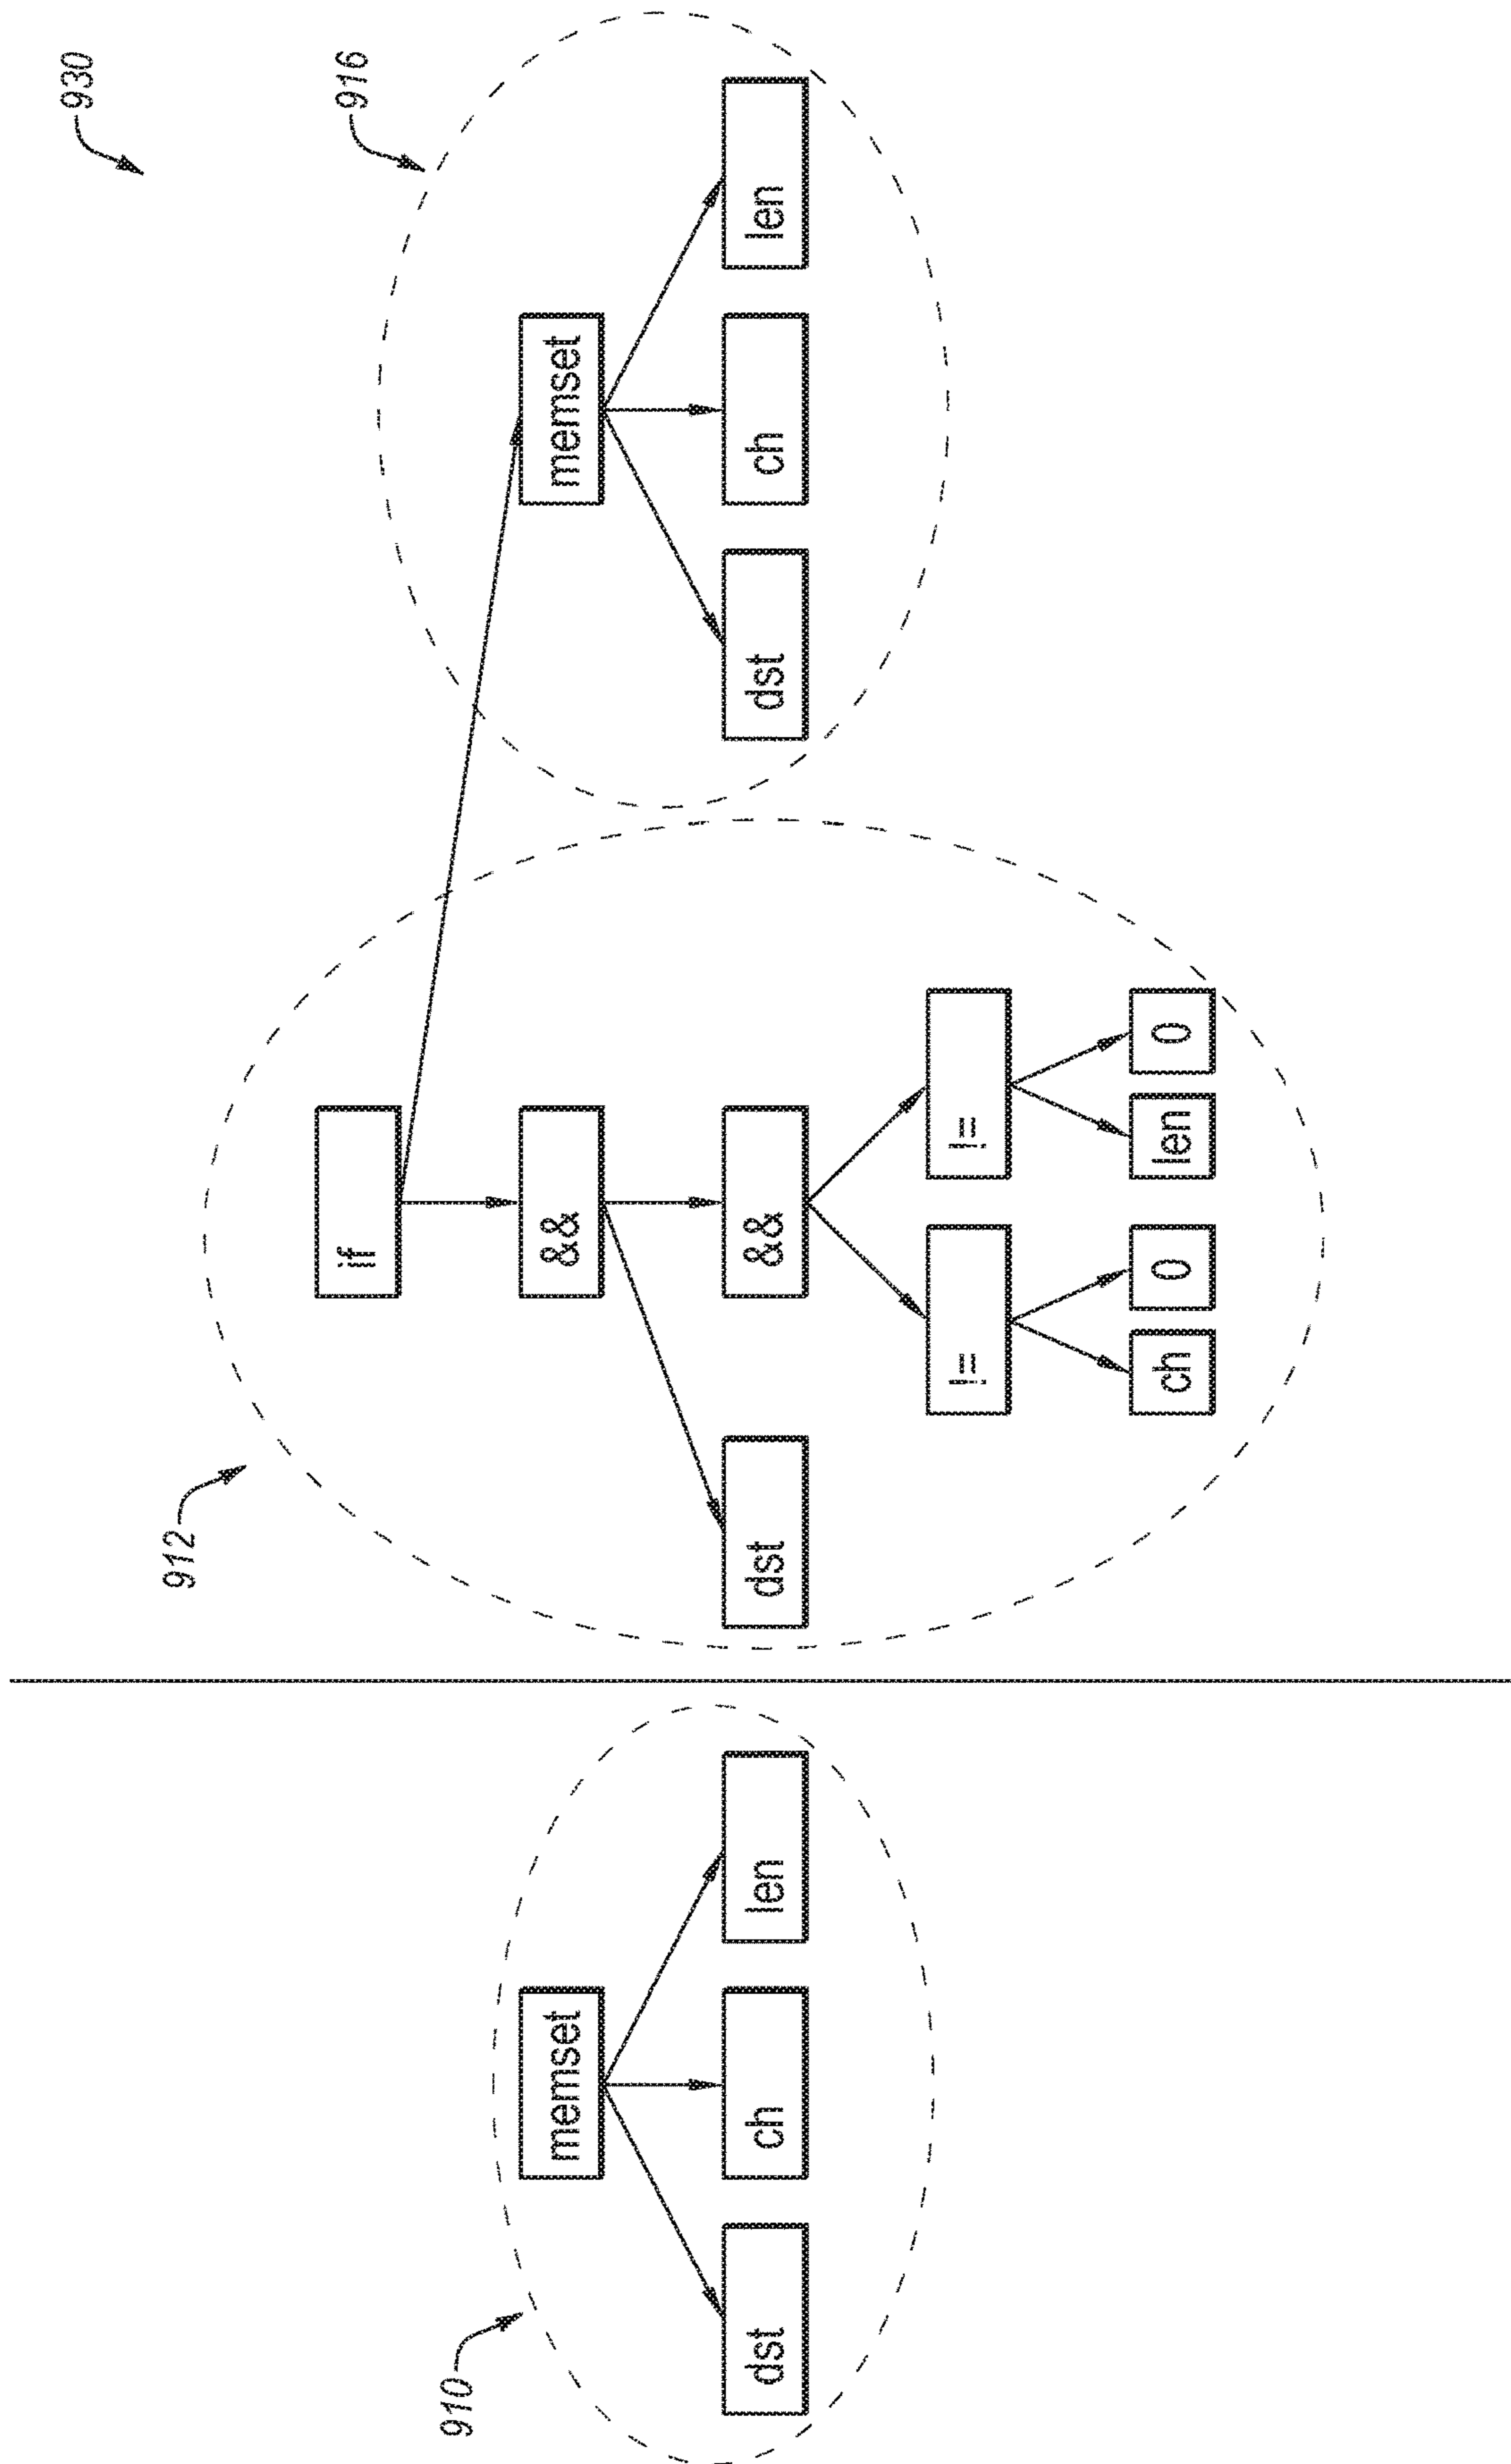 930
912
916
if
910
memset
&&
memset
dst
ch
len
dst
&&
dst
ch
len
!=
!=
ch
0
len
0